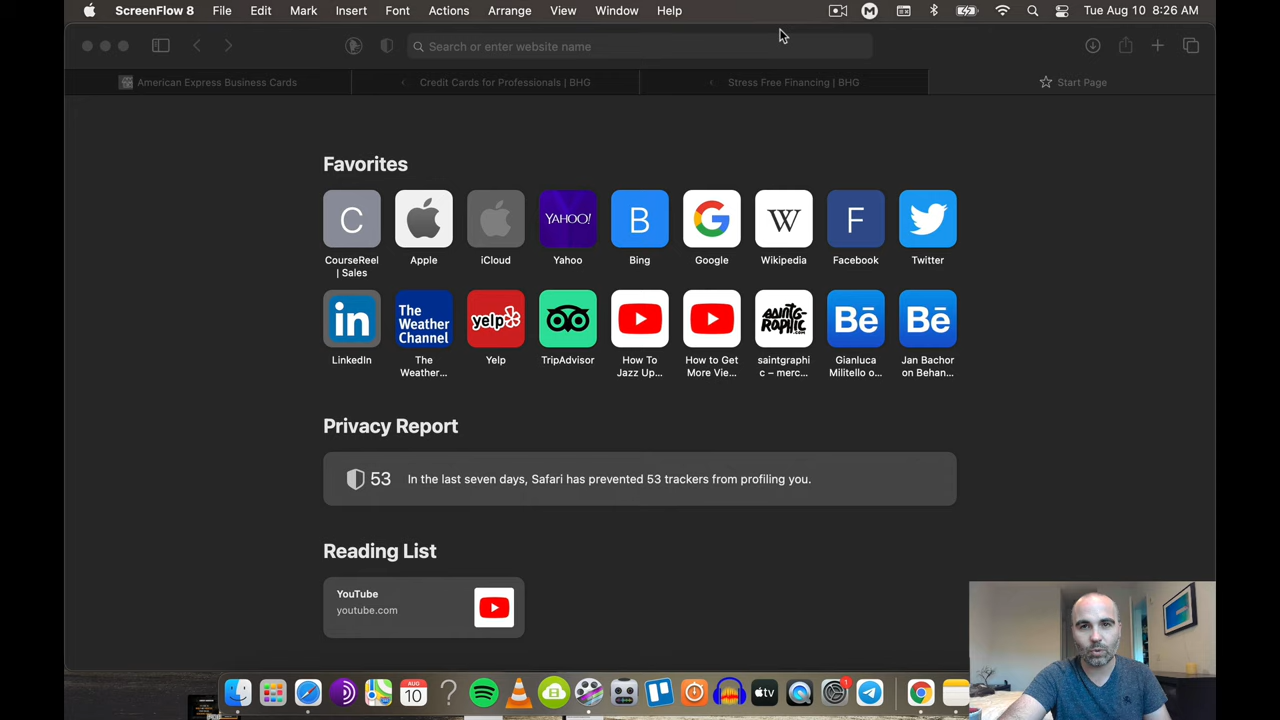 ScreenFlow 8 File Edit Mark Insert Font Actions Arrange View Window Help Tue Aug 10 8:26 AM
Search or enter website name
American Express Business Cards Credit Cards for Professionals | BHG Stress Free Financing | BHG Start Page
Favorites
C YAHOO! B G W F
CourseReel Apple iCloud Yahoo Bing Google Wikipedia Facebook Twitter
| Sales
in The Weather Channel yelp saintgraphic.com Bē Bē
LinkedIn The Yelp TripAdvisor How To How to Get saintgraphi Gianluca Jan Bachor
Weather... Jazz Up... More Vie... c – merc... Militello o... on Behan...
Privacy Report
53 In the last seven days, Safari has prevented 53 trackers from profiling you.
Reading List
YouTube
youtube.com
AUG
10 ? tv 1